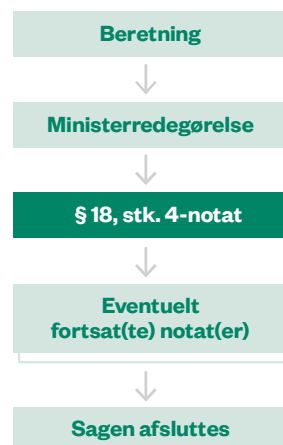 Beretning
Ministerredegørelse
§ 18, stk. 4-notat
Eventuelt
fortsat(te) notat(er)
Sagen afsluttes